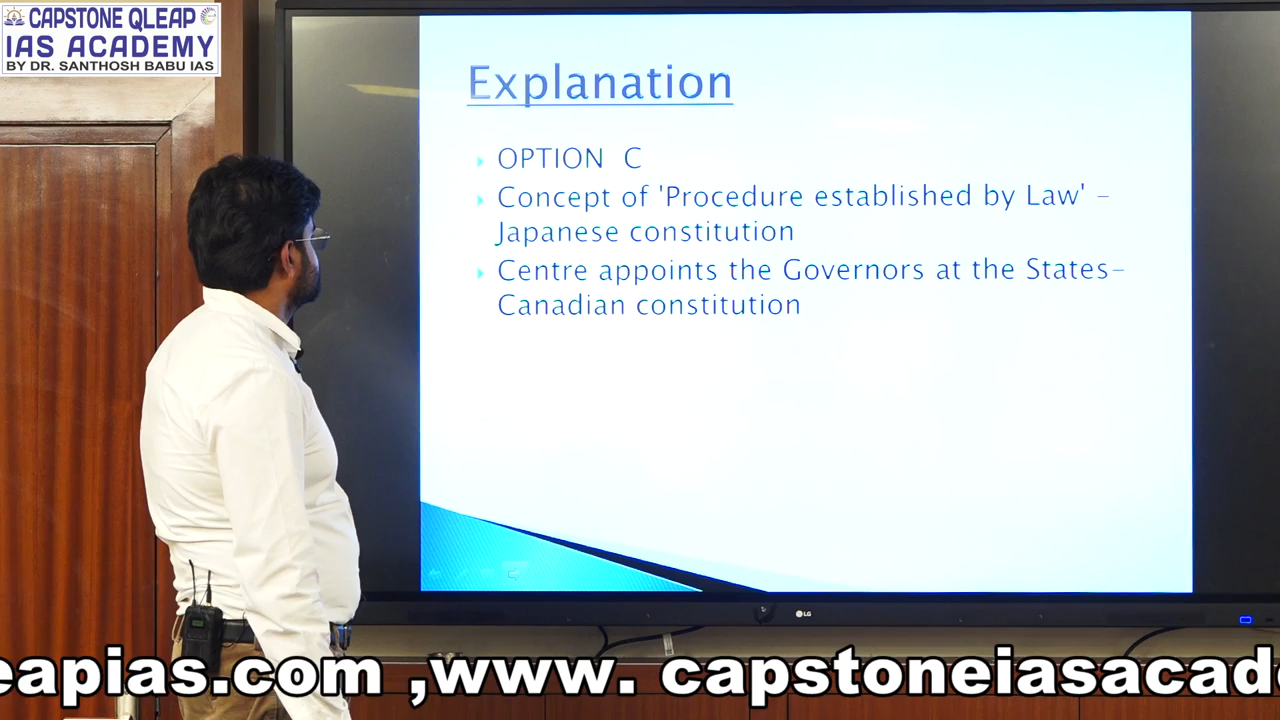 CAPSTONE QLEAP
IAS ACADEMY
BY DR. SANTHOSH BABU IAS
Explanation
OPTION C
Concept of 'Procedure established by Law' –
Japanese constitution
Centre appoints the Governors at the States–
Canadian constitution
LG
eapias.com ,www. capstoneiasacad